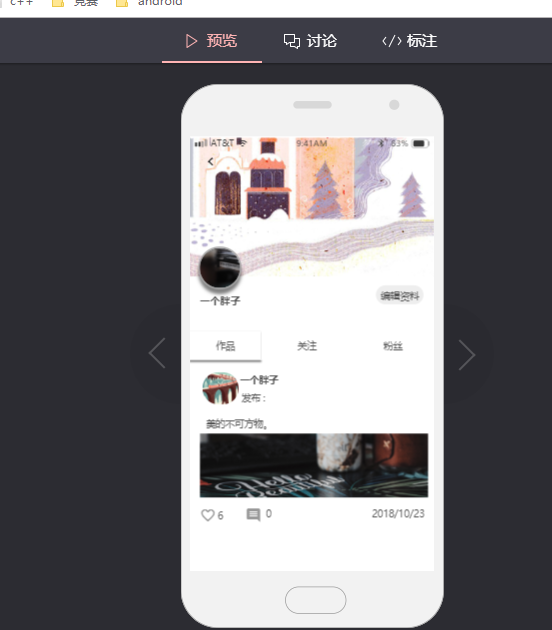 c++ 竞赛 android
预览 讨论 标注
AT&T 9:41AM 63%
一个胖子
编辑资料
作品 关注 粉丝
一个胖子
发布：
美的不可方物。
Hello
Beautiful
6 0 2018/10/23